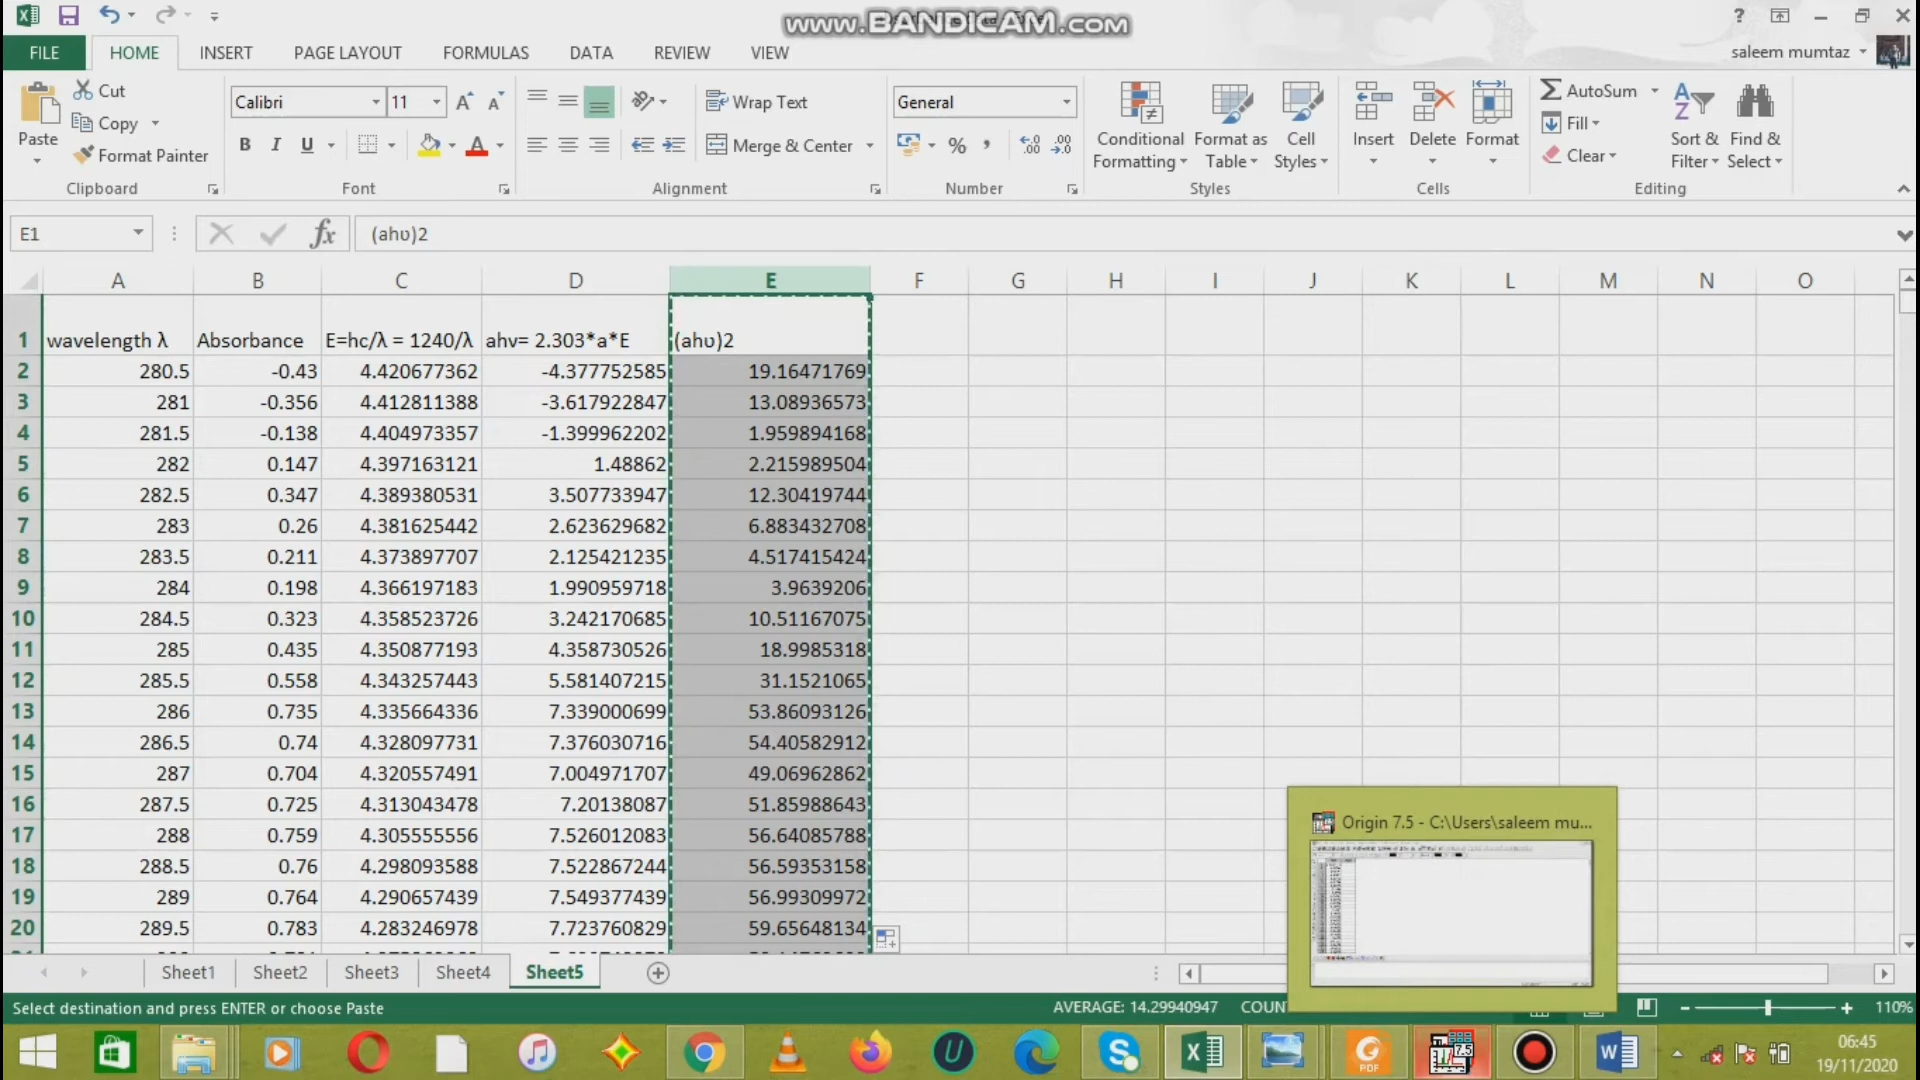 www.BANDICAM.com
FILE HOME INSERT PAGE LAYOUT FORMULAS DATA REVIEW VIEW
saleem mumtaz
Paste
Cut
Copy
Format Painter
Clipboard
Calibri 11
B I U
Font
Wrap Text
Merge & Center
Alignment
General
% ,
Number
Conditional Formatting
Format as Table
Cell Styles
Styles
Insert Delete Format
Cells
AutoSum
Fill
Clear
Sort & Filter
Find & Select
Editing
E1 fx (ahυ)2
A B C D E F G H I J K L M N O
1 wavelength λ Absorbance E=hc/λ = 1240/λ ahv= 2.303*a*E (ahυ)2
2 280.5 -0.43 4.420677362 -4.377752585 19.16471769
3 281 -0.356 4.412811388 -3.617922847 13.08936573
4 281.5 -0.138 4.404973357 -1.399962202 1.959894168
5 282 0.147 4.397163121 1.48862 2.215989504
6 282.5 0.347 4.389380531 3.507733947 12.30419744
7 283 0.26 4.381625442 2.623629682 6.883432708
8 283.5 0.211 4.373897707 2.125421235 4.517415424
9 284 0.198 4.366197183 1.990959718 3.9639206
10 284.5 0.323 4.358523726 3.242170685 10.51167075
11 285 0.435 4.350877193 4.358730526 18.9985318
12 285.5 0.558 4.343257443 5.581407215 31.1521065
13 286 0.735 4.335664336 7.339000699 53.86093126
14 286.5 0.74 4.328097731 7.376030716 54.40582912
15 287 0.704 4.320557491 7.004971707 49.06962862
16 287.5 0.725 4.313043478 7.20138087 51.85988643
17 288 0.759 4.305555556 7.526012083 56.64085788
18 288.5 0.76 4.298093588 7.522867244 56.59353158
19 289 0.764 4.290657439 7.549377439 56.99309972
20 289.5 0.783 4.283246978 7.723760829 59.65648134
Origin 7.5 - C:\Users\saleem mu...
Sheet1 Sheet2 Sheet3 Sheet4 Sheet5
Select destination and press ENTER or choose Paste AVERAGE: 14.29940947 COUN 110%
06:45
19/11/2020